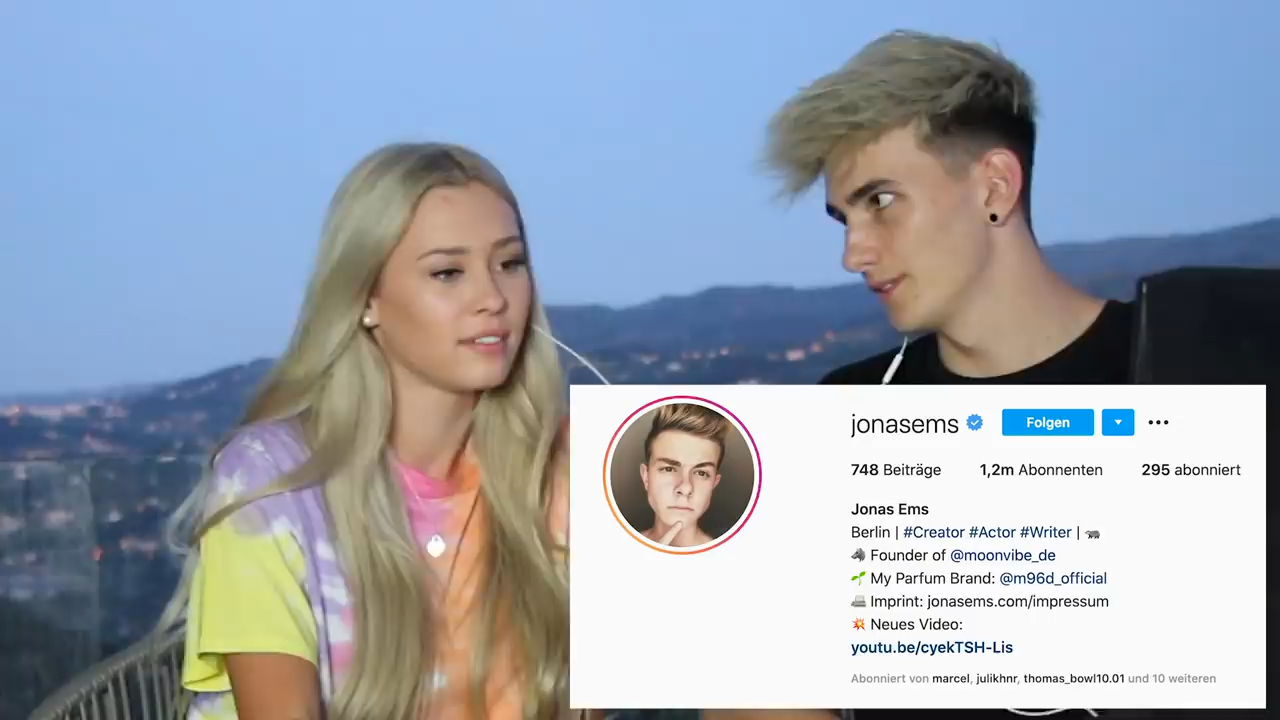 jonasems Folgen
748 Beiträge 1,2m Abonnenten 295 abonniert
Jonas Ems
Berlin | #Creator #Actor #Writer | 🦡
🐴 Founder of @moonvibe_de
🌱 My Parfum Brand: @m96d_official
📠 Imprint: jonasems.com/impressum
💥 Neues Video:
youtu.be/cyekTSH-Lis
Abonniert von marcel, julikhnr, thomas_bowl10.01 und 10 weiteren